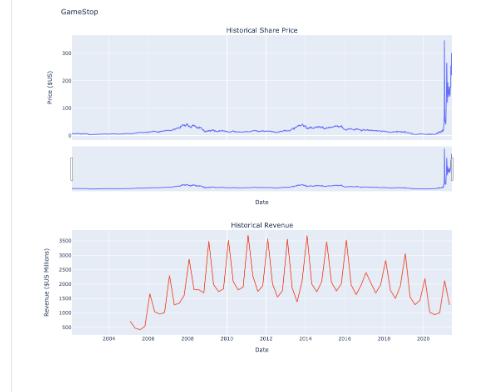 GameStop
Historical Share Price
300
200
100
0
Price ($US)
Date
Historical Revenue
3500
3000
2500
2000
1500
1000
500
Revenue ($US Millions)
2004 2006 2008 2010 2012 2014 2016 2018 2020
Date